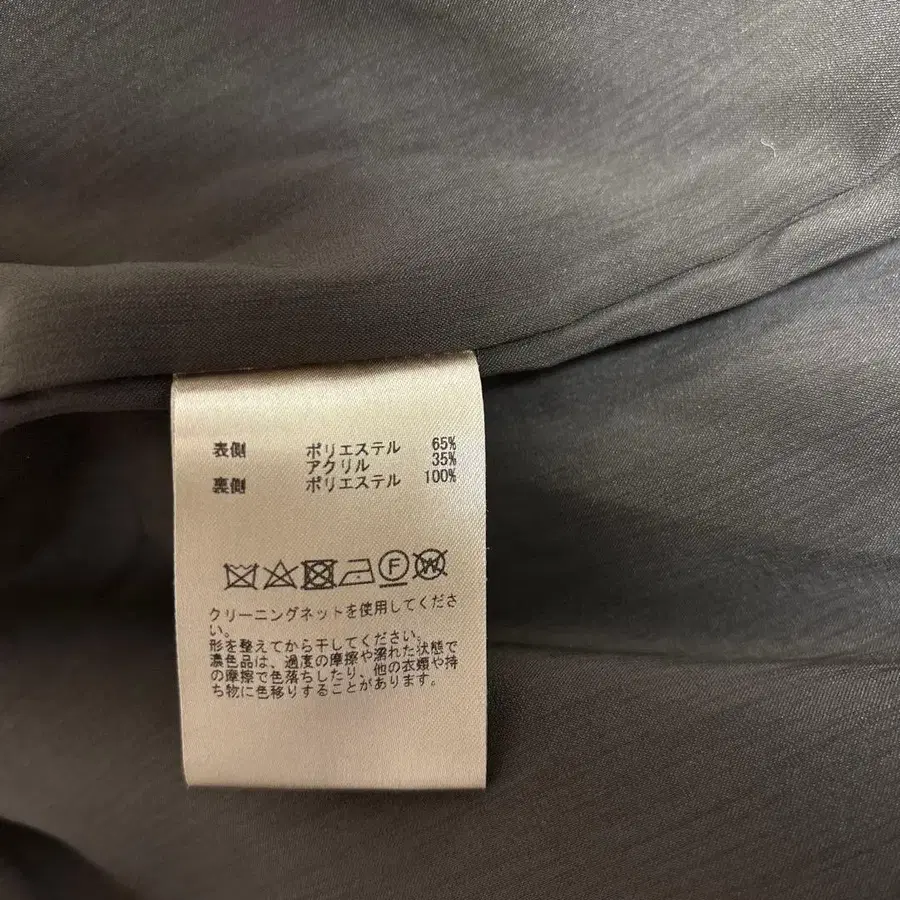 表側 ポリエステル 65%
アクリル 35%
裏側 ポリエステル 100%
F W
クリーニングネットを使用してくださ
い。
形を整えてから干してください。
濃色品は、過度の摩擦や濡れた状態で
の摩擦で色落ちしたり、他の衣類や持
ち物に色移りすることがあります。